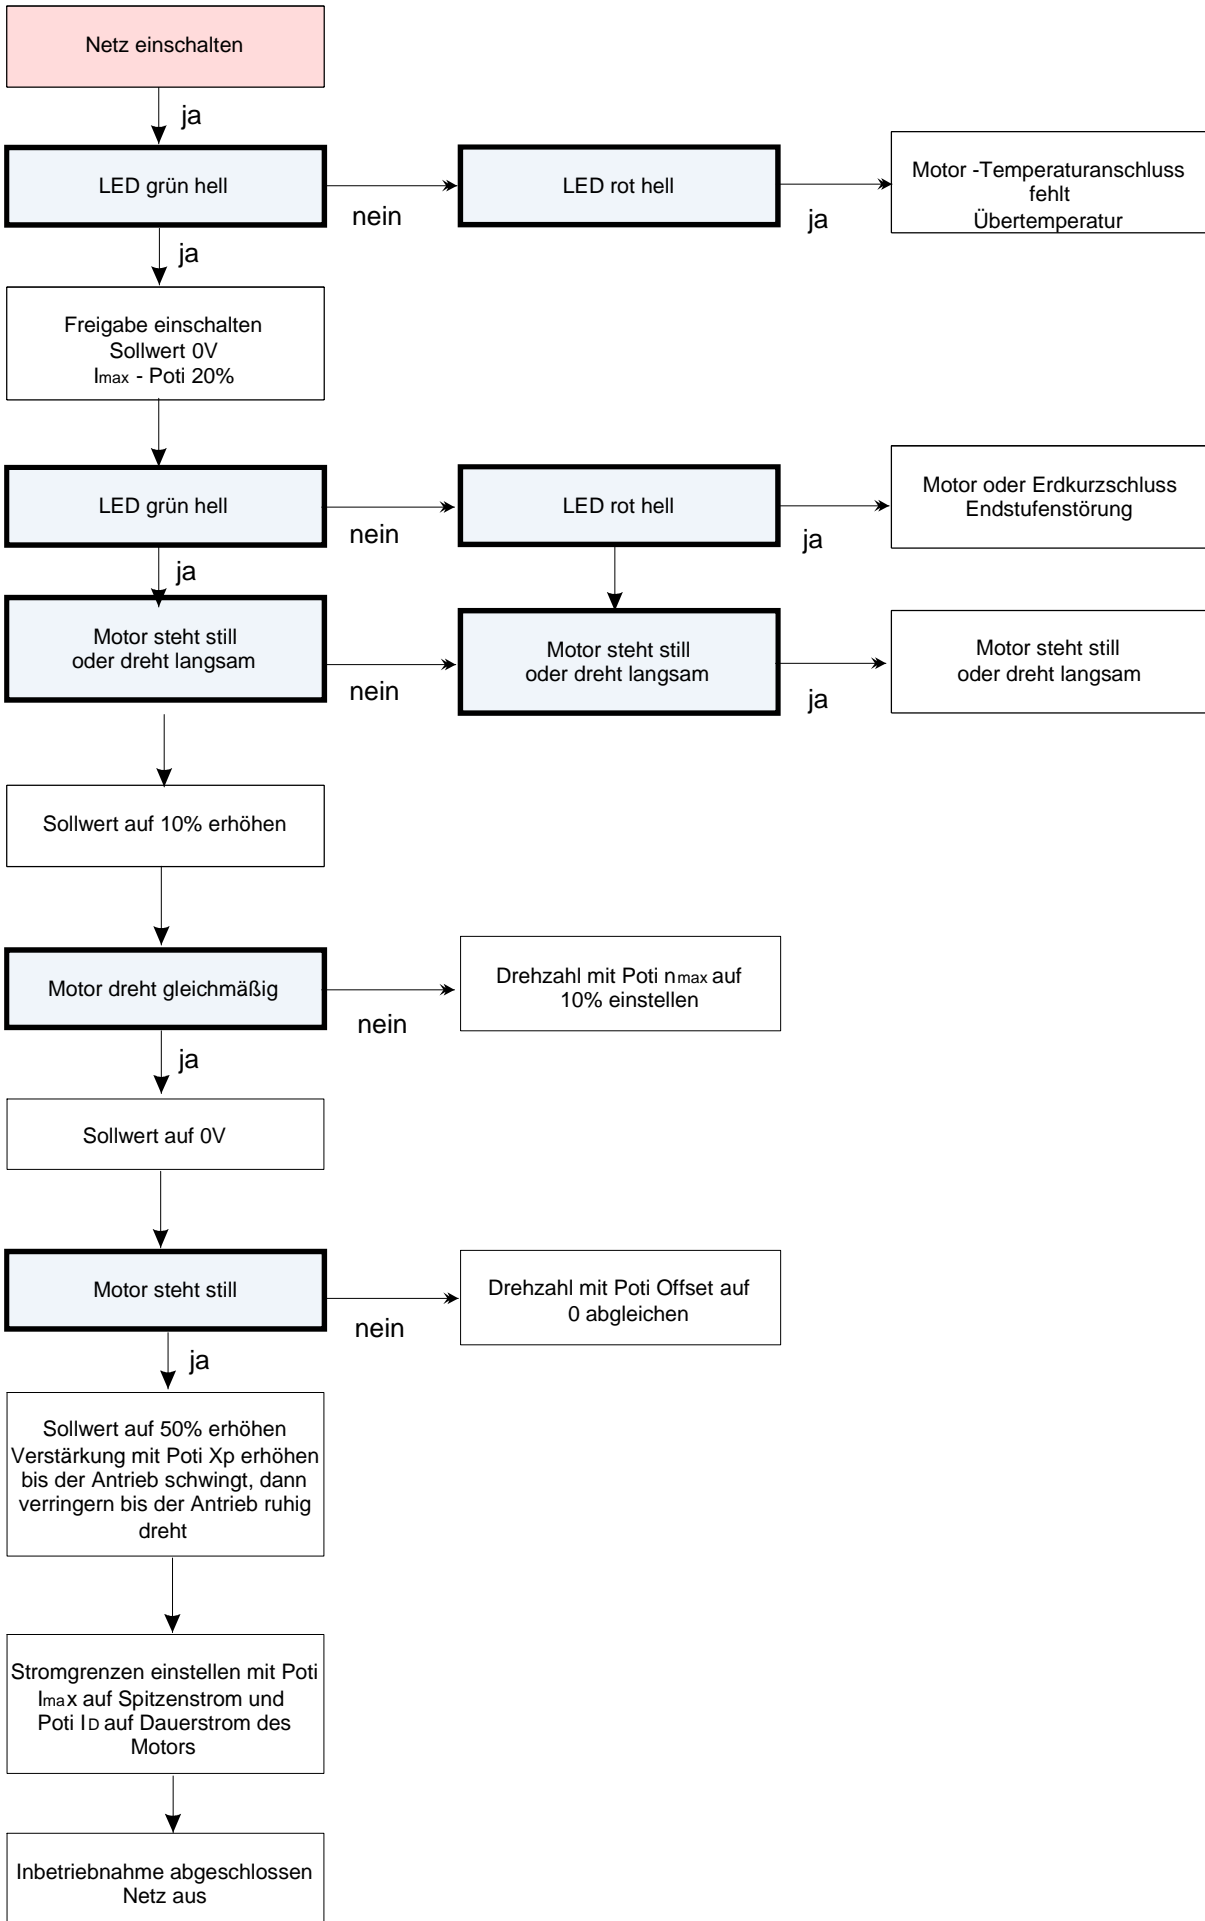 Netz einschalten
ja
LED grün hell
nein
LED rot hell
ja
Motor -Temperaturanschluss
fehlt
Übertemperatur
ja
Freigabe einschalten
Sollwert 0V
Imax - Poti 20%
LED grün hell
nein
LED rot hell
ja
Motor oder Erdkurzschluss
Endstufenstörung
ja
Motor steht still
oder dreht langsam
nein
Motor steht still
oder dreht langsam
ja
Motor steht still
oder dreht langsam
Sollwert auf 10% erhöhen
Motor dreht gleichmäßig
nein
Drehzahl mit Poti nmax auf
10% einstellen
ja
Sollwert auf 0V
Motor steht still
nein
Drehzahl mit Poti Offset auf
0 abgleichen
ja
Sollwert auf 50% erhöhen
Verstärkung mit Poti Xp erhöhen
bis der Antrieb schwingt, dann
verringern bis der Antrieb ruhig
dreht
Stromgrenzen einstellen mit Poti
Imax auf Spitzenstrom und
Poti ID auf Dauerstrom des
Motors
Inbetriebnahme abgeschlossen
Netz aus